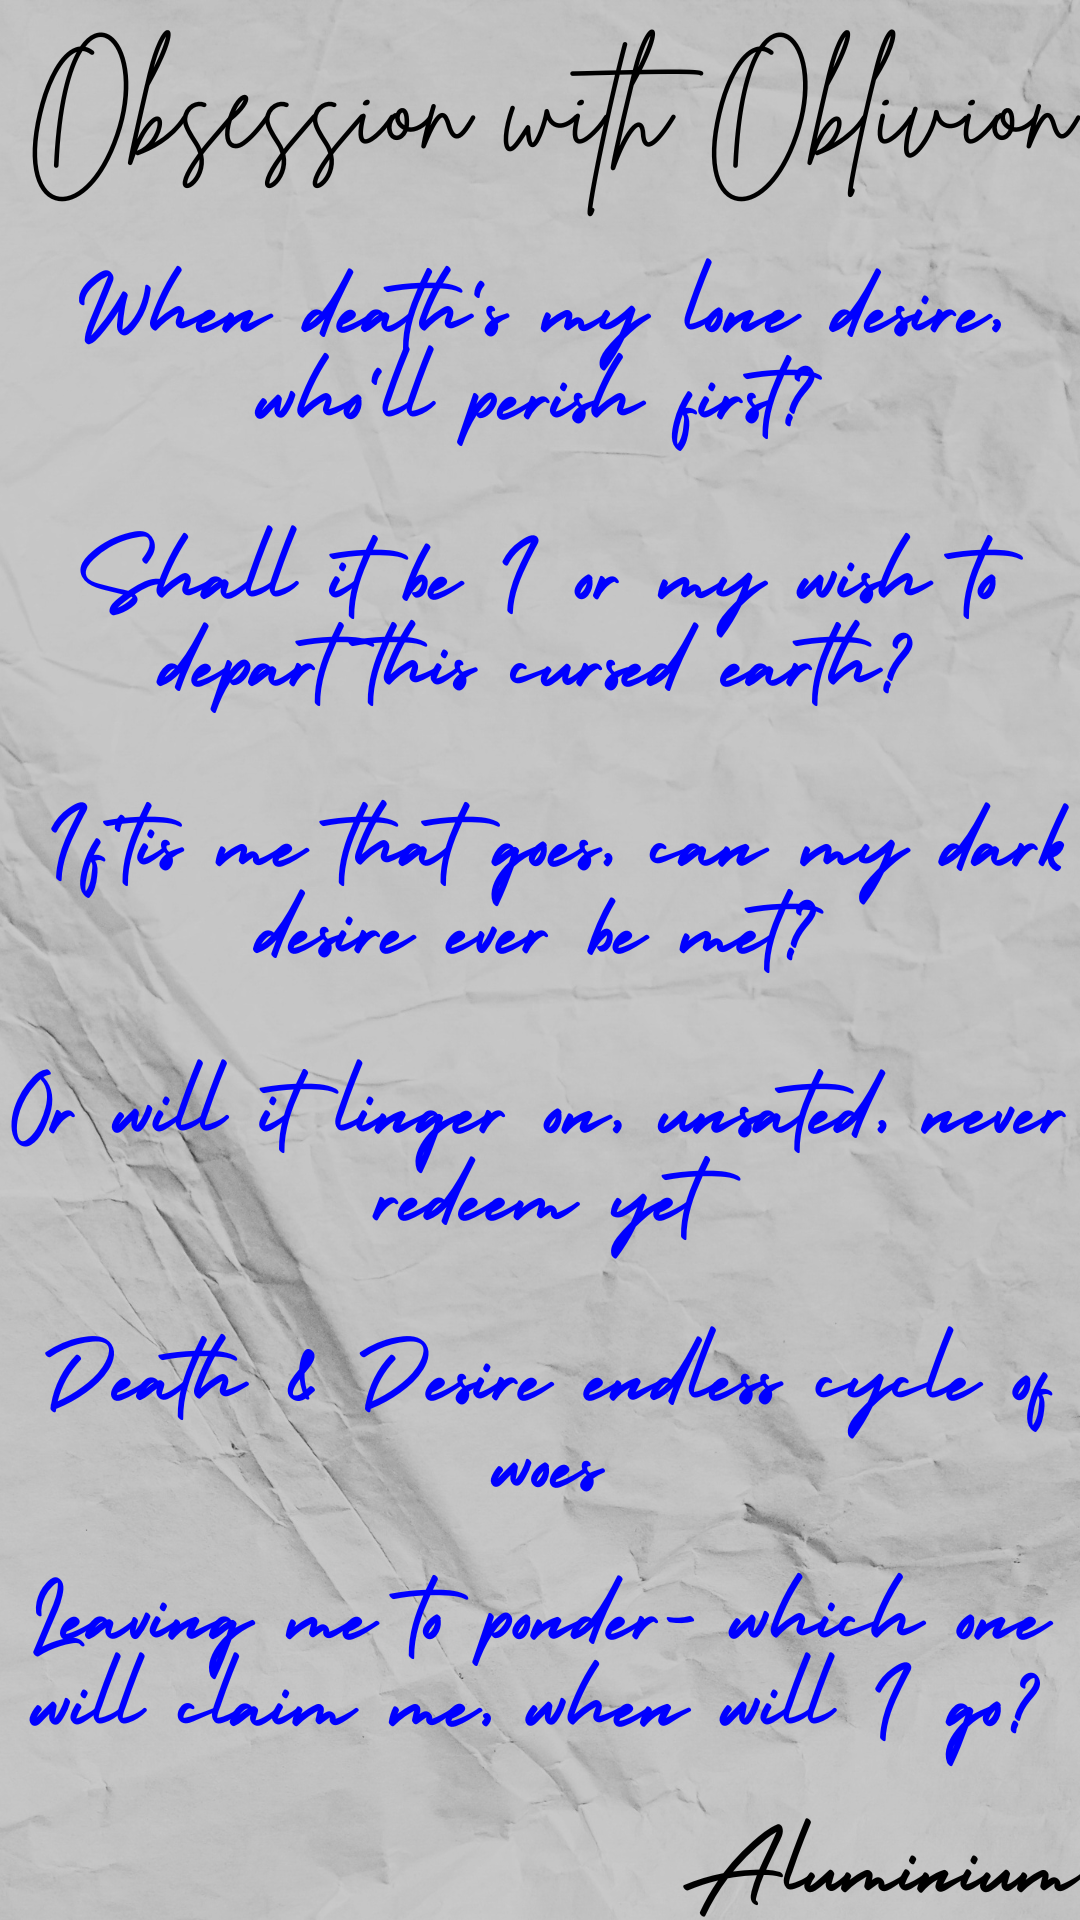 Obsession with Oblivion
When death's my lone desire,
who'll perish first?
Shall it be I or my wish to
depart this cursed earth?
If 'tis me that goes, can my dark
desire ever be met?
Or will it linger on, unsated, never
redeem yet
Death & Desire endless cycle of
woes
Leaving me to ponder- which one
will claim me, when will I go?
Aluminium